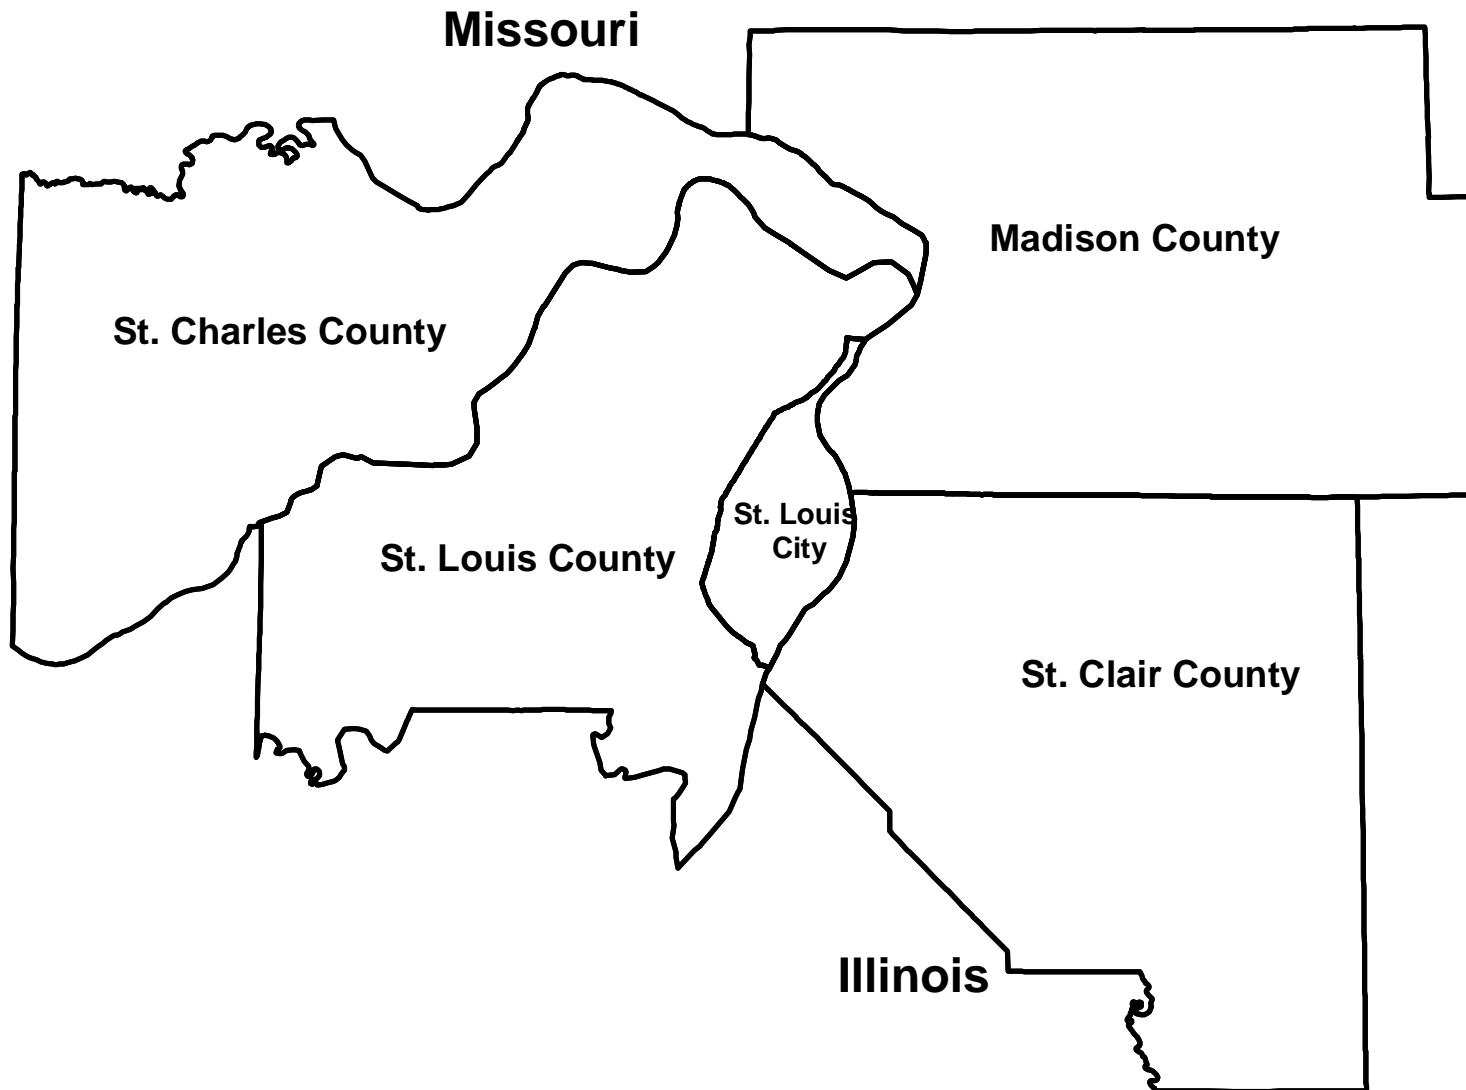 Missouri
Madison County
St. Charles County
St. Louis
City
St. Louis County
St. Clair County
Illinois